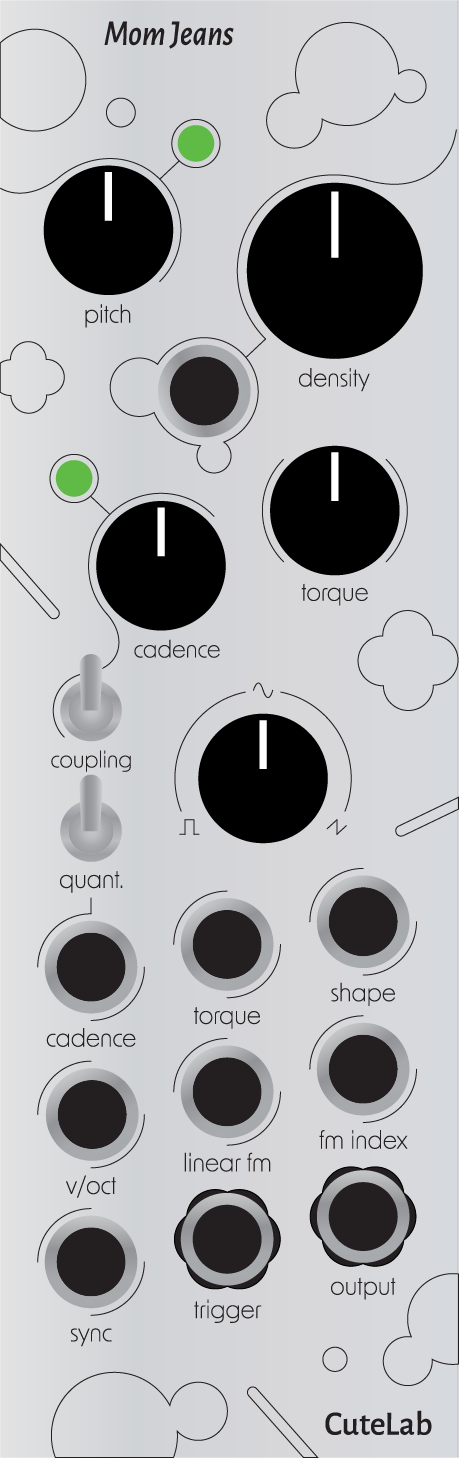 Mom Jeans
pitch
density
torque
cadence
coupling
quant.
shape
torque
cadence
fm index
linear fm
v/oct
output
trigger
sync
CuteLab